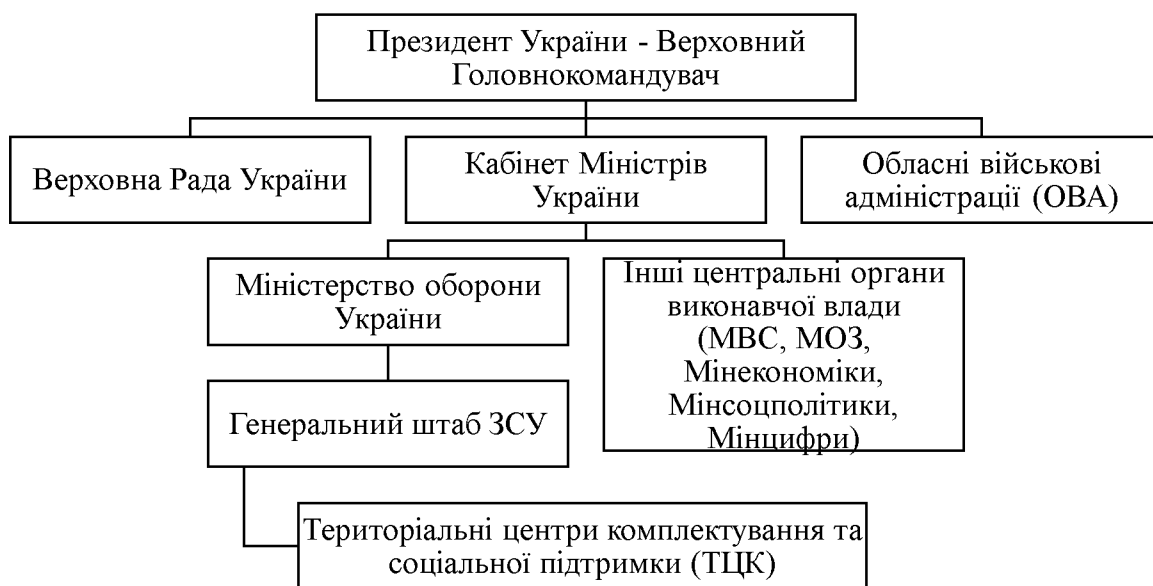 Президент України - Верховний
Головнокомандувач
Верховна Рада України
Кабінет Міністрів
України
Обласні військові
адміністрації (ОВА)
Міністерство оборони
України
Інші центральні органи
виконавчої влади
(МВС, МОЗ,
Мінекономіки,
Мінсоцполітики,
Мінцифри)
Генеральний штаб ЗСУ
Територіальні центри комплектування та
соціальної підтримки (ТЦК)